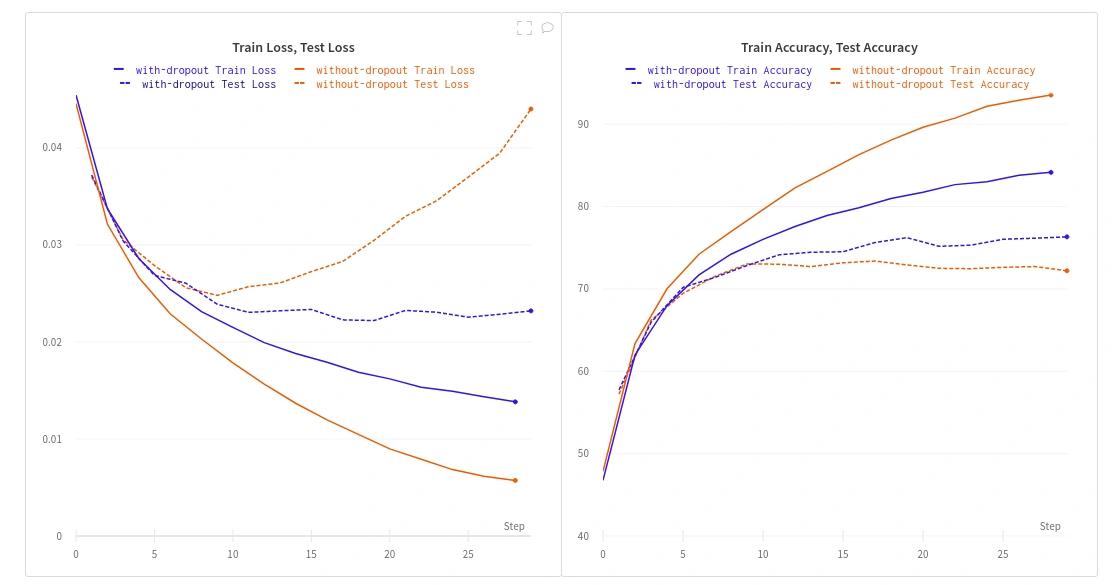 Train Loss, Test Loss
with-dropout Train Loss without-dropout Train Loss
with-dropout Test Loss without-dropout Test Loss
0.04
0.03
0.02
0.01
0
Step
0 5 10 15 20 25
Train Accuracy, Test Accuracy
with-dropout Train Accuracy without-dropout Train Accuracy
with-dropout Test Accuracy without-dropout Test Accuracy
90
80
70
60
50
40
Step
0 5 10 15 20 25